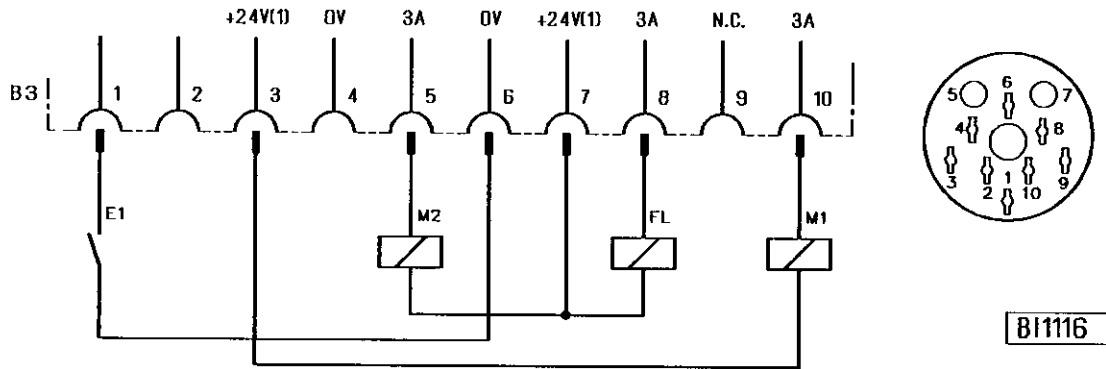 +24V(1) 0V 3A 0V +24V(1) 3A N.C. 3A
B3 1 2 3 4 5 6 7 8 9 10
E1 M2 FL M1
6
5 7
4 8
3 2 1 10 9
BI1116